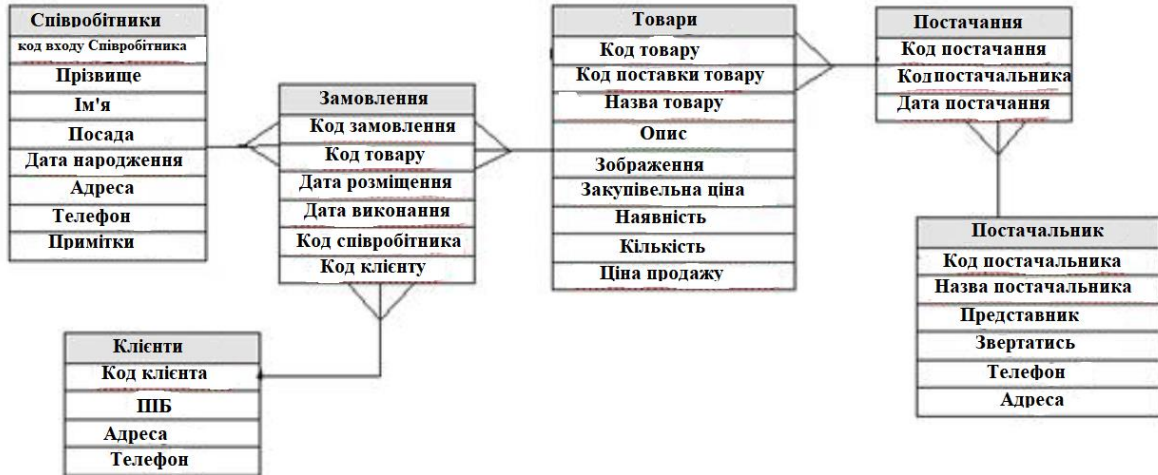 Співробітники
код входу Співробітника
Прізвище
Ім'я
Посада
Дата народження
Адреса
Телефон
Примітки
Замовлення
Код замовлення
Код товару
Дата розміщення
Дата виконання
Код співробітника
Код клієнту
Клієнти
Код клієнта
ПІБ
Адреса
Телефон
Товари
Код товару
Код поставки товару
Назва товару
Опис
Зображення
Закупівельна ціна
Наявність
Кількість
Ціна продажу
Постачання
Код постачання
Код постачальника
Дата постачання
Постачальник
Код постачальника
Назва постачальника
Представник
Звертатись
Телефон
Адреса